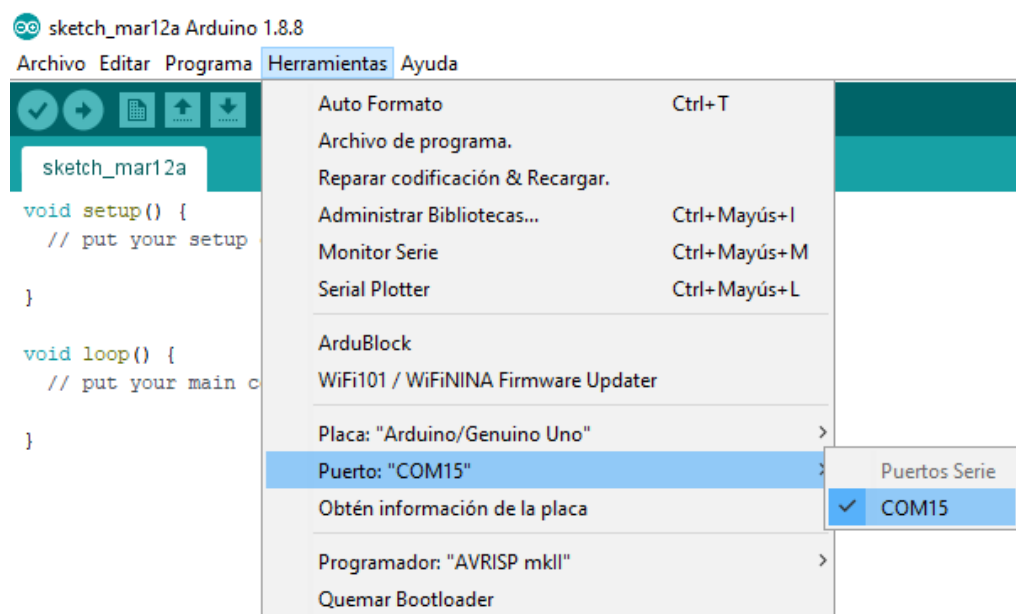 sketch_mar12a Arduino 1.8.8
Archivo Editar Programa Herramientas Ayuda
Auto Formato Ctrl+T
Archivo de programa.
Reparar codificación & Recargar.
Administrar Bibliotecas... Ctrl+Mayús+I
Monitor Serie Ctrl+Mayús+M
Serial Plotter Ctrl+Mayús+L
ArduBlock
WiFi101 / WiFiNINA Firmware Updater
Placa: "Arduino/Genuino Uno"
Puerto: "COM15"
Obtén información de la placa
Programador: "AVRISP mkII"
Quemar Bootloader
Puertos Serie
COM15
sketch_mar12a
void setup() {
// put your setup
}
void loop() {
// put your main c
}